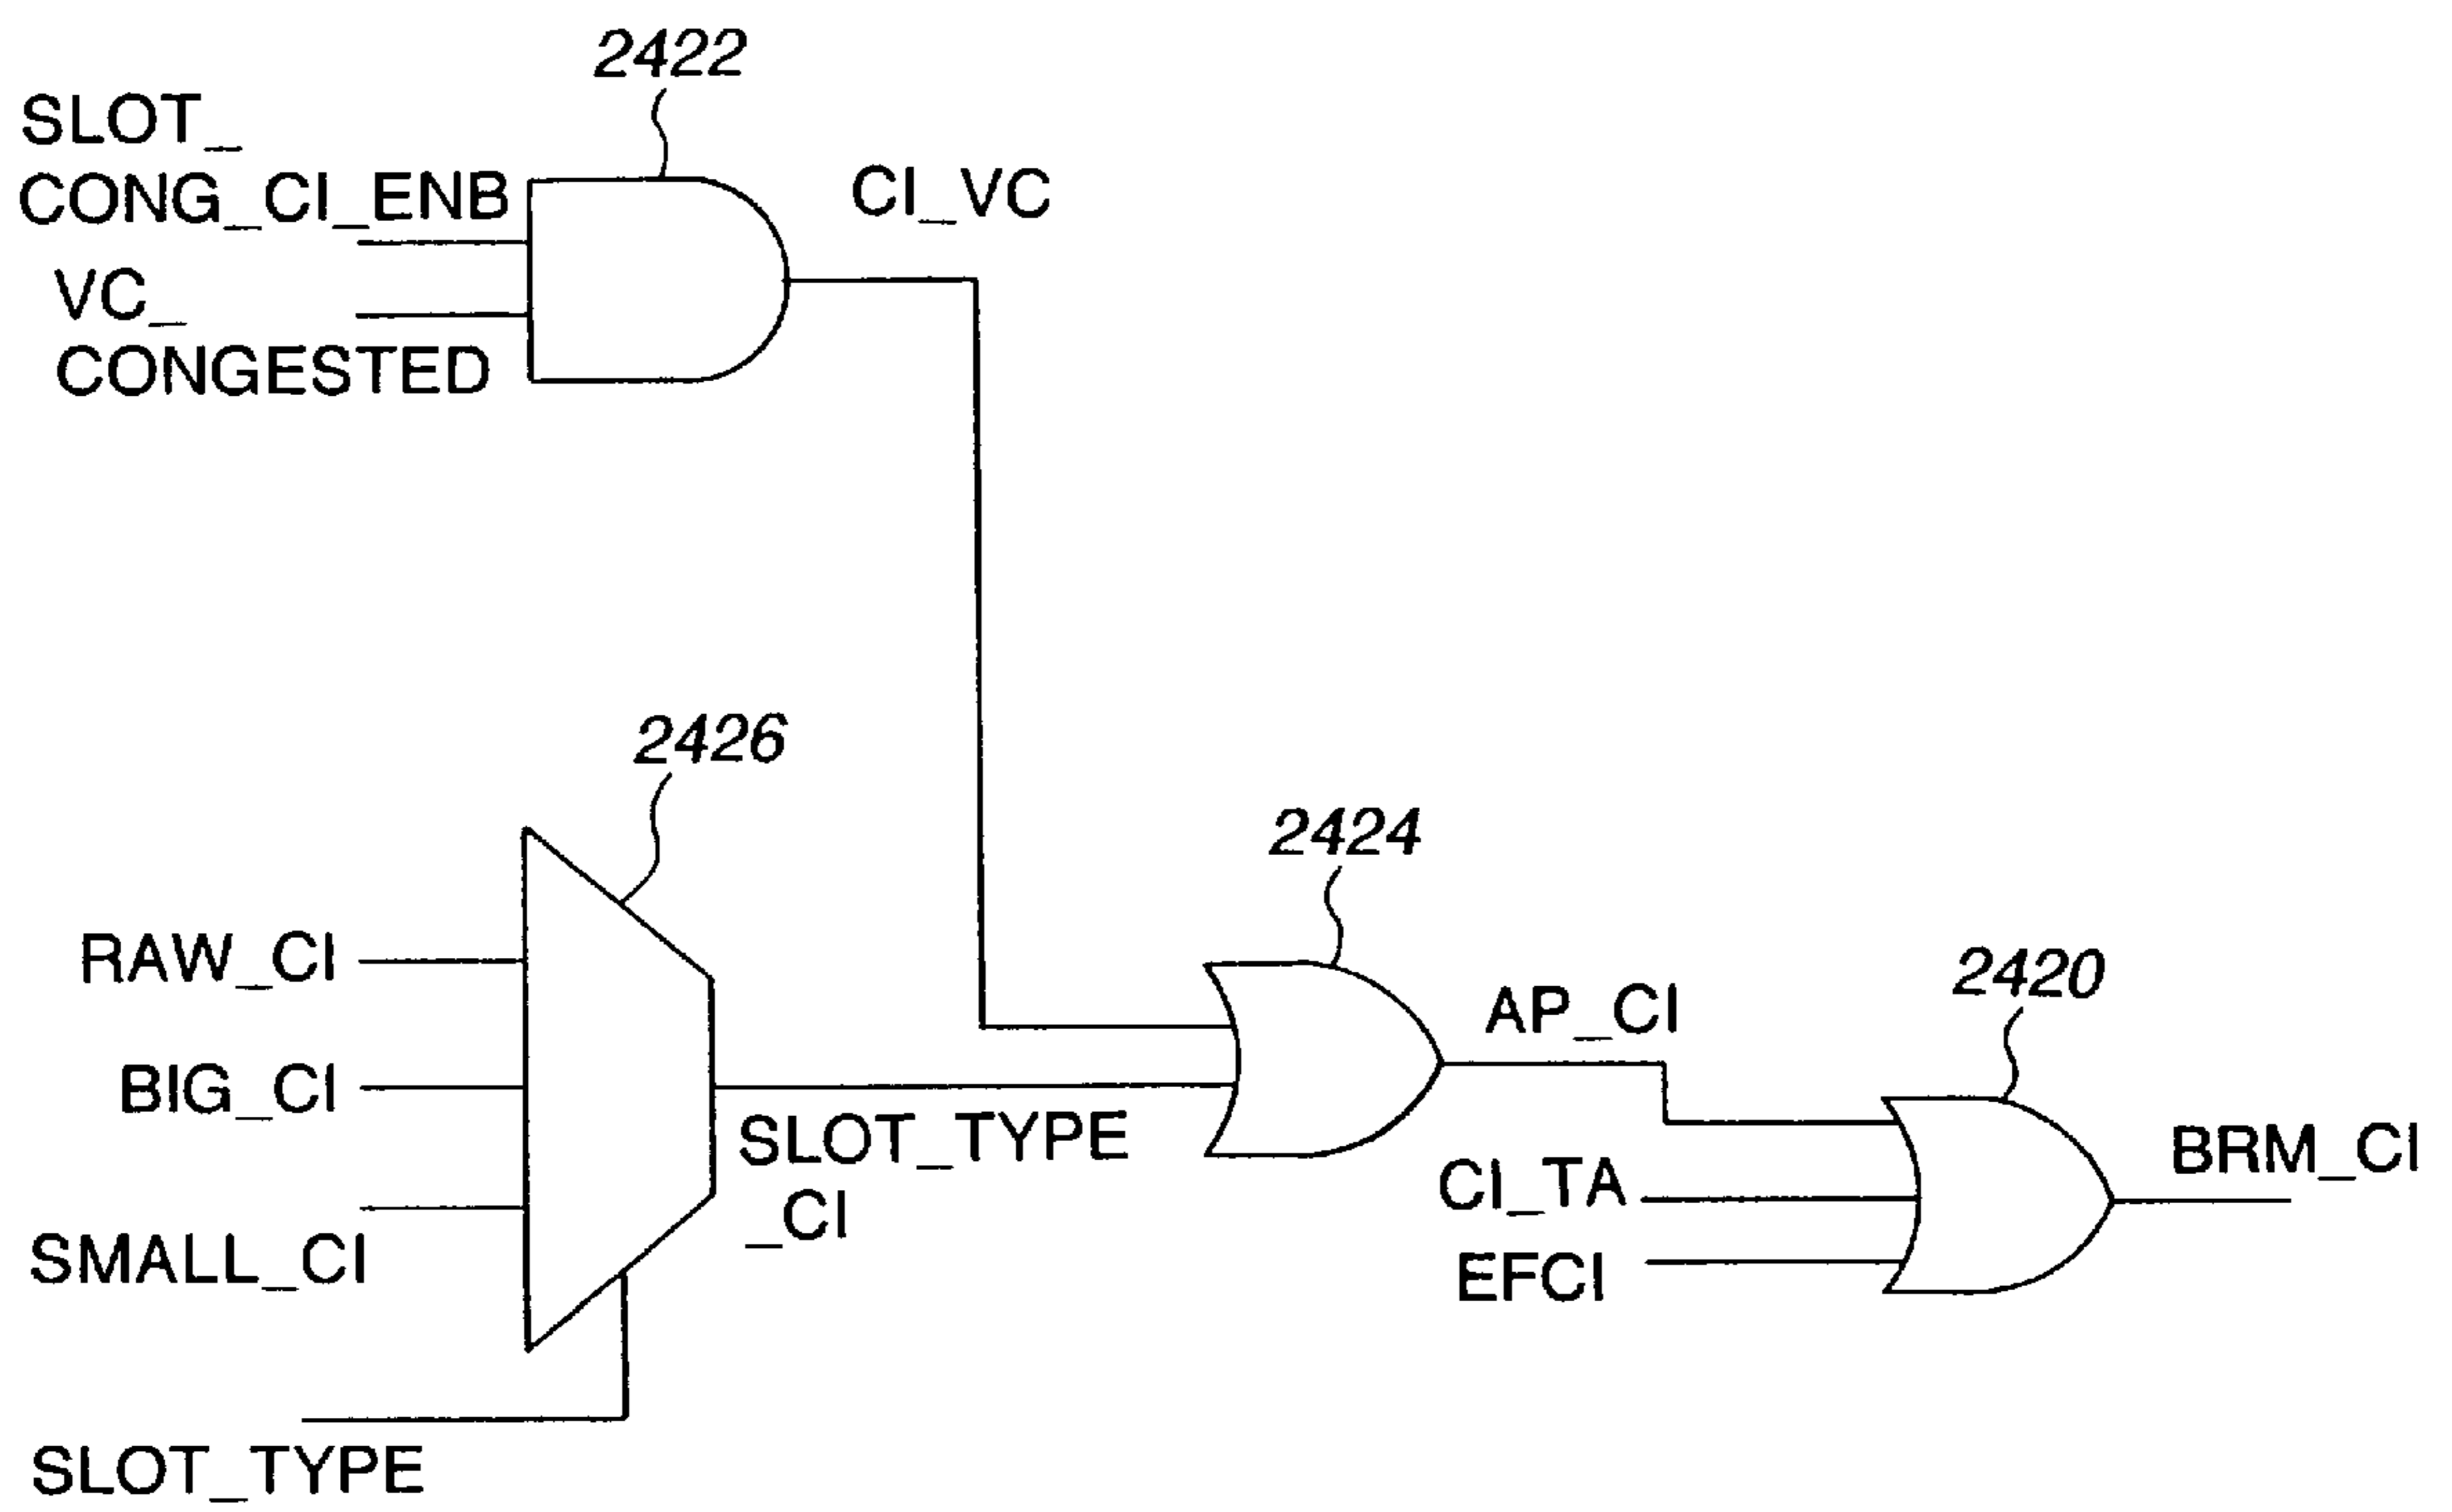 2422
SLOT_
CONG_CI_ENB
CI_VC
VC_
CONGESTED
2426
2424
RAW_CI
2420
AP_CI
BIG_CI
SLOT_TYPE
_CI
BRM_CI
CI_TA
SMALL_CI
EFCI
SLOT_TYPE